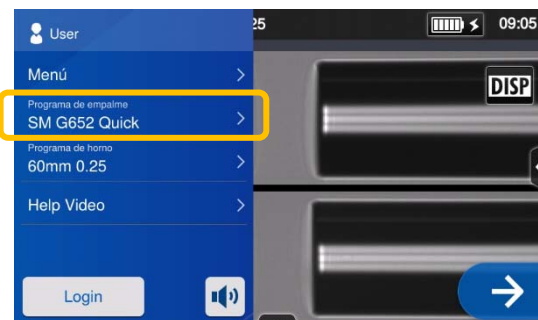 User
25
09:05
Menú
DISP
Programa de empalme
SM G652 Quick
Programa de horno
60mm 0.25
Help Video
Login